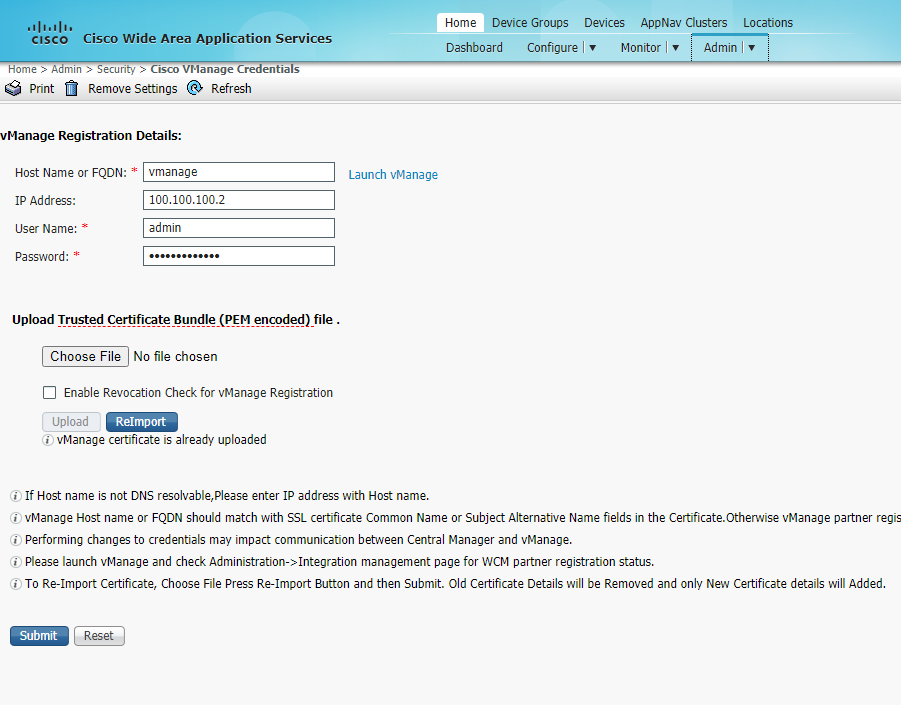 Home Device Groups Devices AppNav Clusters Locations
CISCO Cisco Wide Area Application Services
Dashboard Configure Monitor Admin
Home > Admin > Security > Cisco VManage Credentials
Print Remove Settings Refresh
vManage Registration Details:
Host Name or FQDN: * vmanage Launch vManage
IP Address: 100.100.100.2
User Name: * admin
Password: * •••••••••••••
Upload Trusted Certificate Bundle (PEM encoded) file .
Choose File No file chosen
Enable Revocation Check for vManage Registration
Upload ReImport
vManage certificate is already uploaded
If Host name is not DNS resolvable,Please enter IP address with Host name.
vManage Host name or FQDN should match with SSL certificate Common Name or Subject Alternative Name fields in the Certificate.Otherwise vManage partner regis
Performing changes to credentials may impact communication between Central Manager and vManage.
Please launch vManage and check Administration->Integration management page for WCM partner registration status.
To Re-Import Certificate, Choose File Press Re-Import Button and then Submit. Old Certificate Details will be Removed and only New Certificate details will Added.
Submit Reset